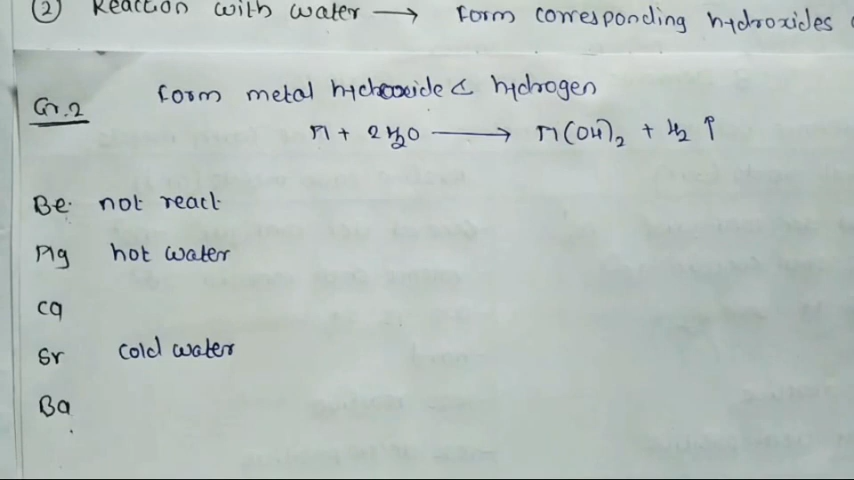 ② Reaction with water → form corresponding hydroxides
Gr.2 Form metal hydroxide & hydrogen
M + 2H₂O → M(OH)₂ + H₂ ↑
Be not react
Mg hot water
Ca
Sr cold water
Ba